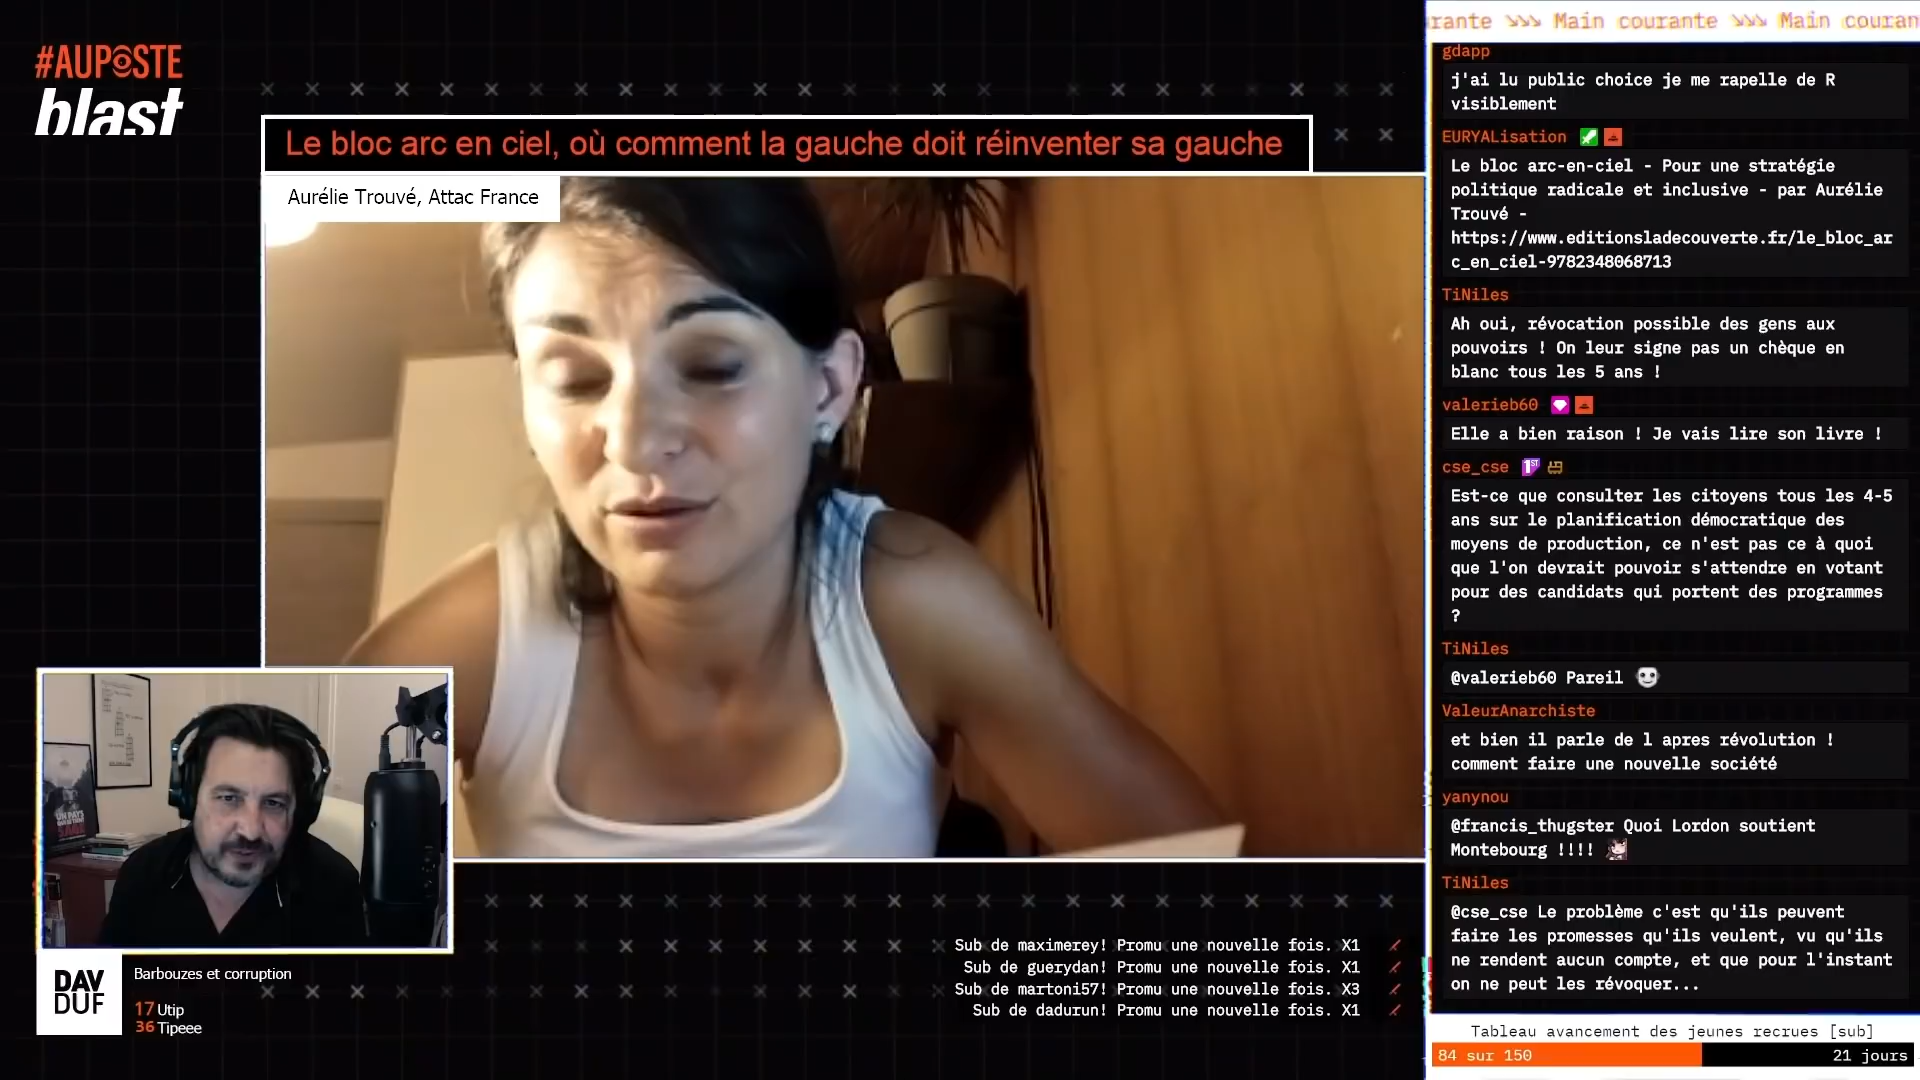 #AUPOSTE
blast
Le bloc arc en ciel, où comment la gauche doit réinventer sa gauche
Aurélie Trouvé, Attac France
UN PAYS
SAGE
DAV
DUF
Barbouzes et corruption
17 Utip
36 Tipeee
Sub de maximerey! Promu une nouvelle fois. X1
Sub de guerydan! Promu une nouvelle fois. X1
Sub de martoni57! Promu une nouvelle fois. X3
Sub de dadurun! Promu une nouvelle fois. X1
rante ↘↘↘ Main courante ↘↘↘ Main couran
gdapp
j'ai lu public choice je me rapelle de R
visiblement
EURYALisation
Le bloc arc-en-ciel - Pour une stratégie
politique radicale et inclusive - par Aurélie
Trouvé -
https://www.editionsladecouverte.fr/le_bloc_ar
c_en_ciel-9782348068713
TiNiles
Ah oui, révocation possible des gens aux
pouvoirs ! On leur signe pas un chèque en
blanc tous les 5 ans !
valerieb60
Elle a bien raison ! Je vais lire son livre !
cse_cse 1ST
Est-ce que consulter les citoyens tous les 4-5
ans sur le planification démocratique des
moyens de production, ce n'est pas ce à quoi
que l'on devrait pouvoir s'attendre en votant
pour des candidats qui portent des programmes
?
TiNiles
@valerieb60 Pareil
ValeurAnarchiste
et bien il parle de l apres révolution !
comment faire une nouvelle société
yanynou
@francis_thugster Quoi Lordon soutient
Montebourg !!!!
TiNiles
@cse_cse Le problème c'est qu'ils peuvent
faire les promesses qu'ils veulent, vu qu'ils
ne rendent aucun compte, et que pour l'instant
on ne peut les révoquer...
Tableau avancement des jeunes recrues [sub]
84 sur 150 21 jours